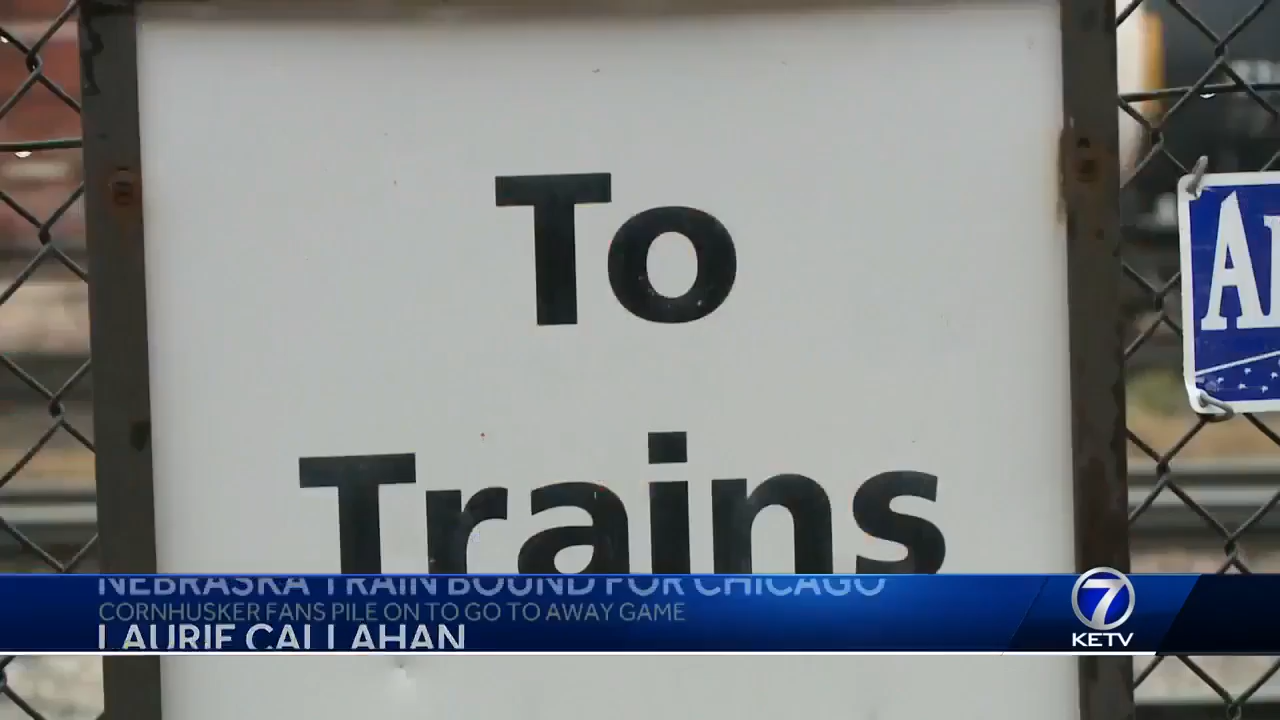 To
Trains
NEBRASKA TRAIN BOUND FOR CHICAGO
CORNHUSKER FANS PILE ON TO GO TO AWAY GAME
LAURIE CALLAHAN
7
KETV